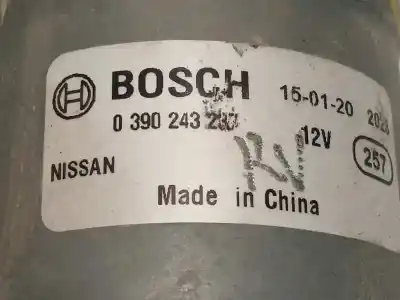 BOSCH 15-01-20
0 390 243 12V
257
NISSAN
Made in China